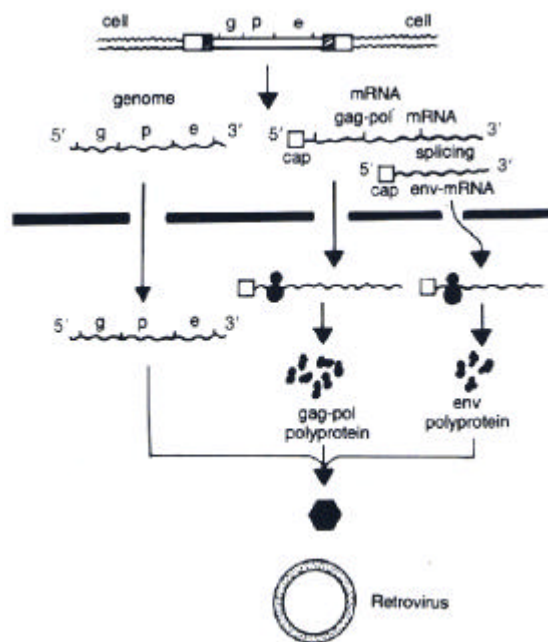 cell g p e cell
genome
mRNA
gag-pol' mRNA
5' g p e 3'
5' 3'
cap
splicing
5' 3'
cap env-mRNA
5' g p e 3'
gag-pol
polyprotein
env
polyprotein
Retrovirus